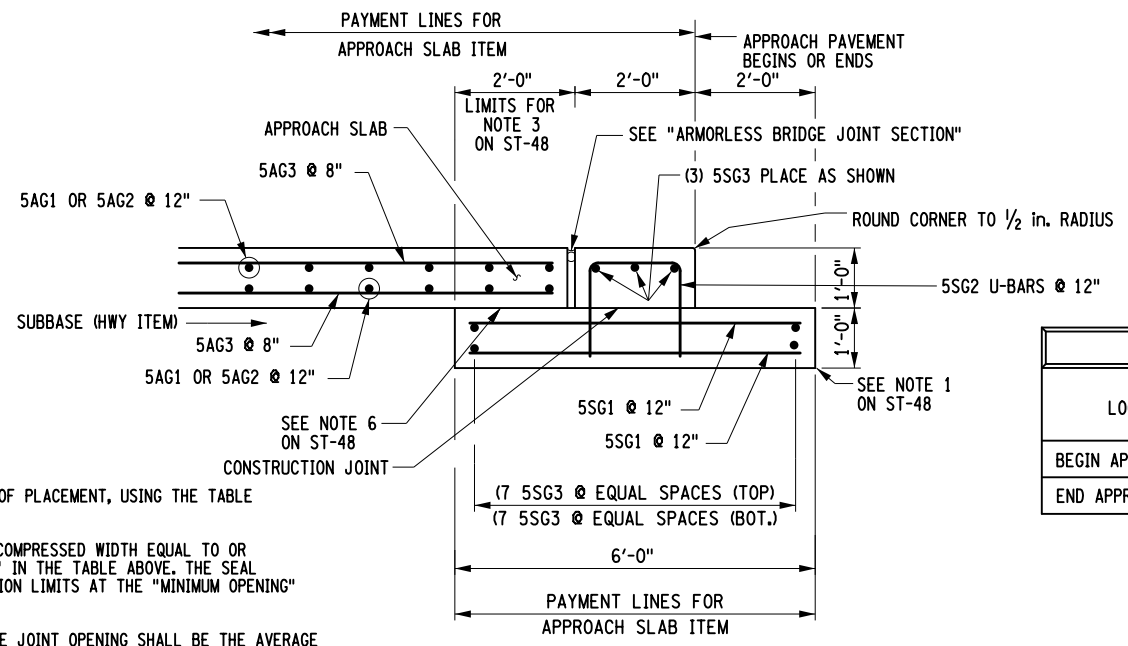 PAYMENT LINES FOR
APPROACH SLAB ITEM
APPROACH PAVEMENT
BEGINS OR ENDS
2'-0"
2'-0"
2'-0"
LIMITS FOR
NOTE 3
ON ST-48
APPROACH SLAB
SEE "ARMORLESS BRIDGE JOINT SECTION"
5AG3 @ 8"
(3) 5SG3 PLACE AS SHOWN
5AG1 OR 5AG2 @ 12"
ROUND CORNER TO 1/2 in. RADIUS
1'-0"
5SG2 U-BARS @ 12"
SUBBASE (HWY ITEM)
1'-0"
5AG3 @ 8"
5AG1 OR 5AG2 @ 12"
SEE NOTE 1
ON ST-48
5SG1 @ 12"
SEE NOTE 6
ON ST-48
5SG1 @ 12"
CONSTRUCTION JOINT
(7 5SG3 @ EQUAL SPACES (TOP)
(7 5SG3 @ EQUAL SPACES (BOT.)
6'-0"
PAYMENT LINES FOR
APPROACH SLAB ITEM
OF PLACEMENT, USING THE TABLE
COMPRESSED WIDTH EQUAL TO OR
" IN THE TABLE ABOVE. THE SEAL
ION LIMITS AT THE "MINIMUM OPENING"
E JOINT OPENING SHALL BE THE AVERAGE
LO
BEGIN AP
END APPR